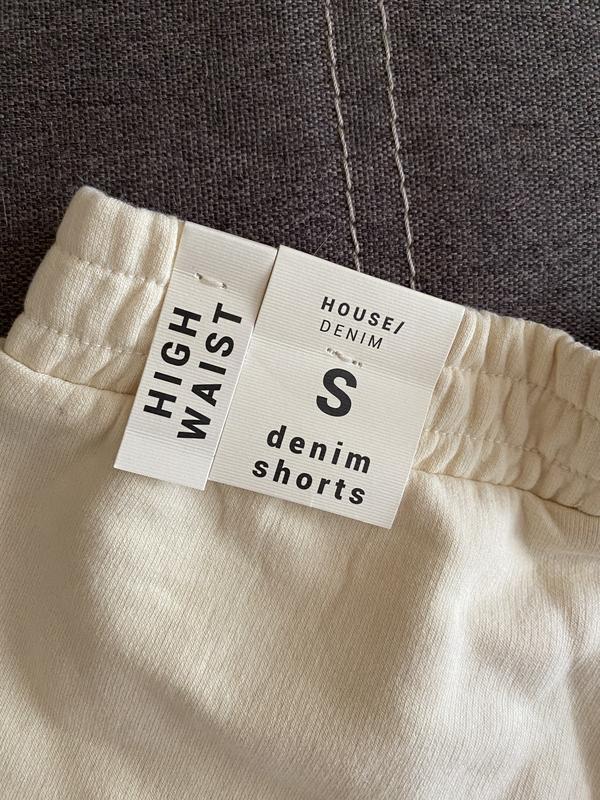 HIGH
WAIST
HOUSE/
DENIM
S
denim
shorts